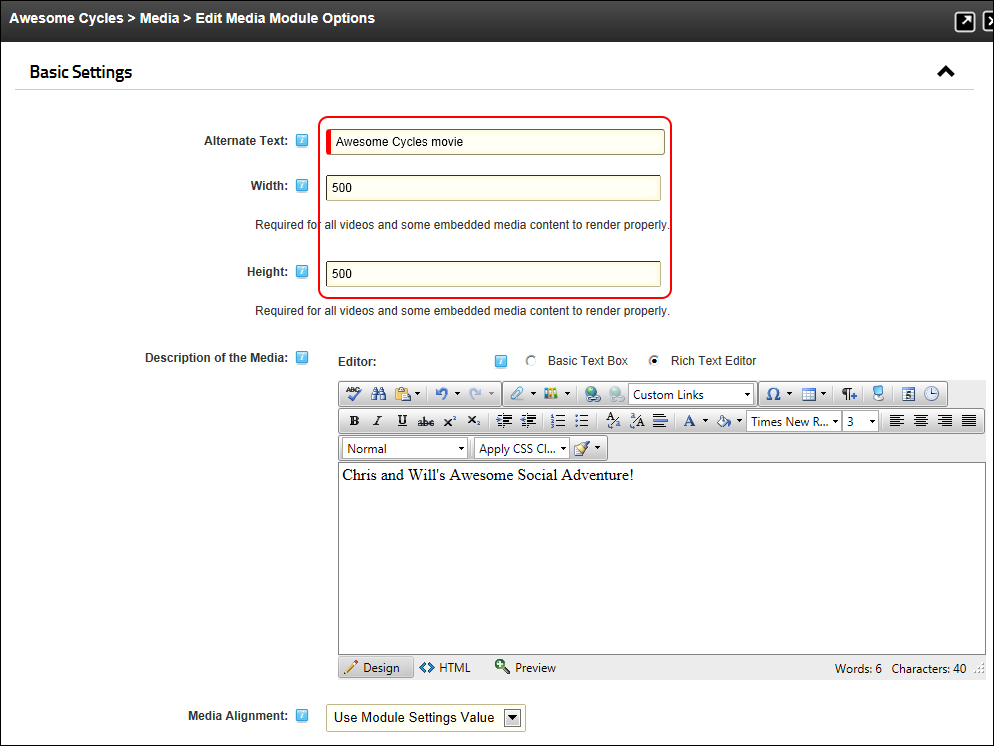 Awesome Cycles > Media > Edit Media Module Options
Basic Settings
Alternate Text: Awesome Cycles movie
Width: 500
Required for all videos and some embedded media content to render properly.
Height: 500
Required for all videos and some embedded media content to render properly.
Description of the Media: Editor: Basic Text Box Rich Text Editor
ABC Custom Links Ω
B I U abc x² x₂ A Times New R... 3
Normal Apply CSS Cl...
Chris and Will's Awesome Social Adventure!
Design HTML Preview Words: 6 Characters: 40
Media Alignment: Use Module Settings Value